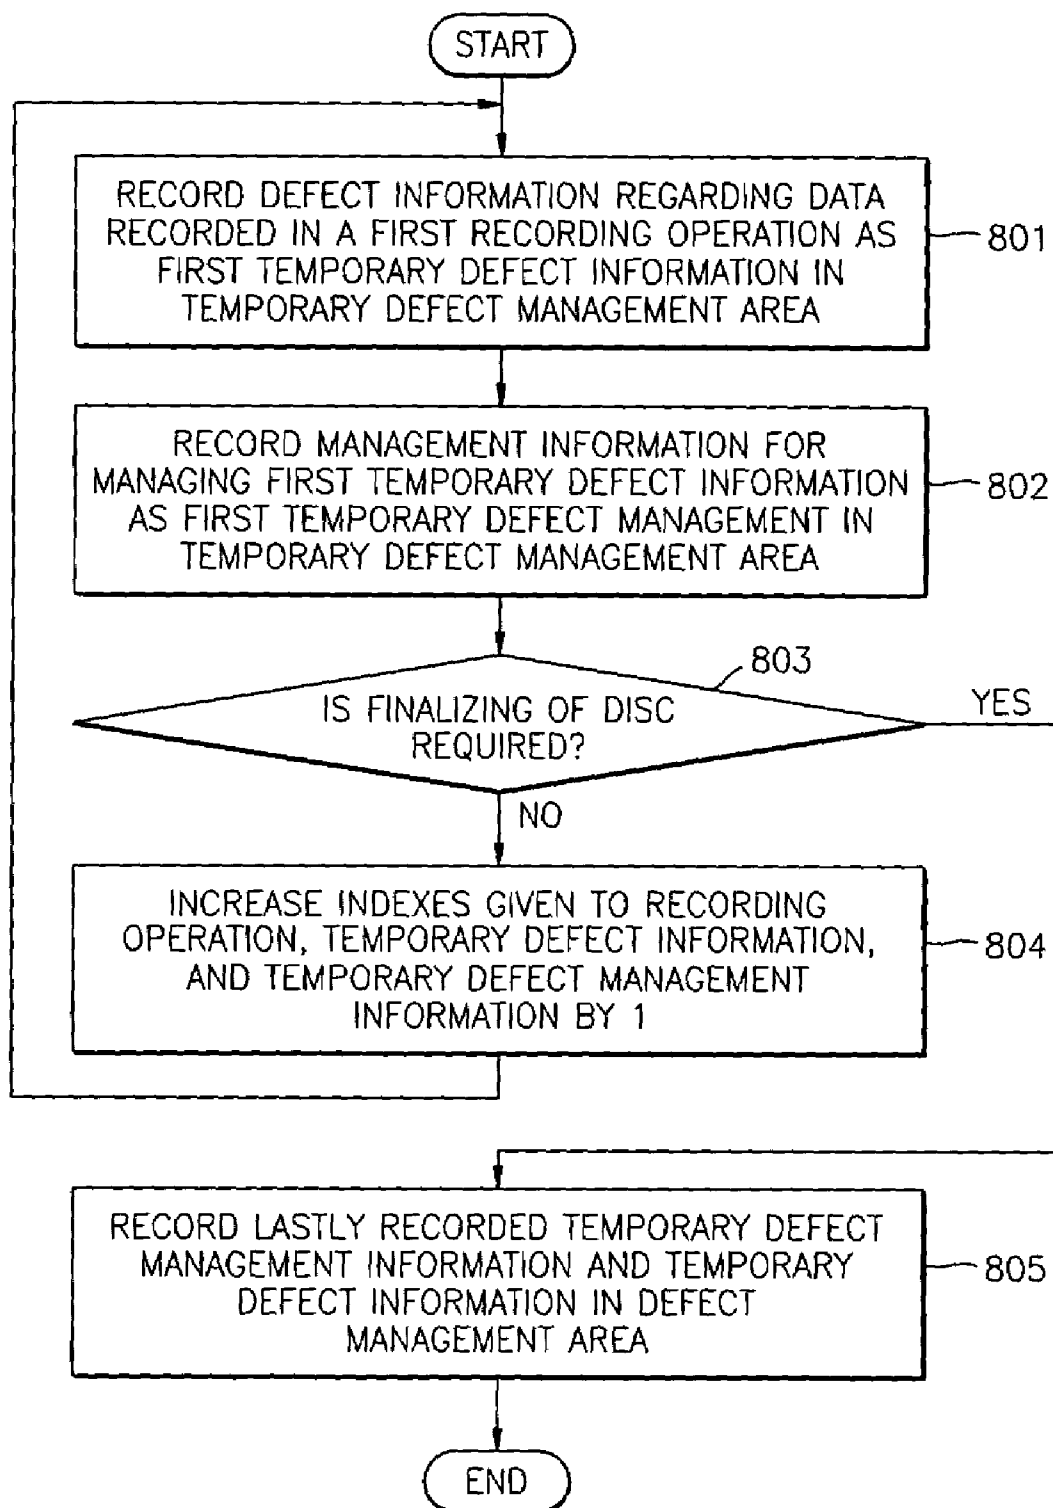 START
RECORD DEFECT INFORMATION REGARDING DATA
RECORDED IN A FIRST RECORDING OPERATION AS
FIRST TEMPORARY DEFECT INFORMATION IN
TEMPORARY DEFECT MANAGEMENT AREA
801
RECORD MANAGEMENT INFORMATION FOR
MANAGING FIRST TEMPORARY DEFECT INFORMATION
AS FIRST TEMPORARY DEFECT MANAGEMENT IN
TEMPORARY DEFECT MANAGEMENT AREA
802
803
IS FINALIZING OF DISC
REQUIRED?
YES
NO
INCREASE INDEXES GIVEN TO RECORDING
OPERATION, TEMPORARY DEFECT INFORMATION,
AND TEMPORARY DEFECT MANAGEMENT
INFORMATION BY 1
804
RECORD LASTLY RECORDED TEMPORARY DEFECT
MANAGEMENT INFORMATION AND TEMPORARY
DEFECT INFORMATION IN DEFECT
MANAGEMENT AREA
805
END